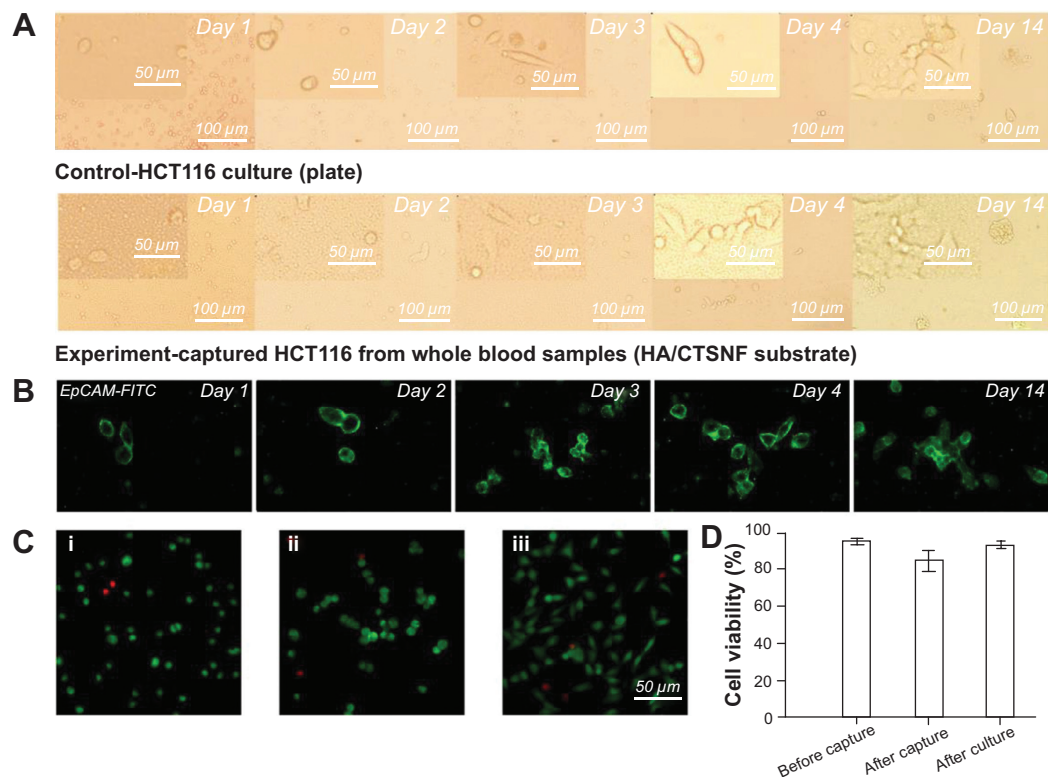 A
Day 1
Day 2
Day 3
Day 4
Day 14
50 µm
50 µm
50 µm
50 µm
50 µm
100 µm
100 µm
100 µm
100 µm
100 µm
Control-HCT116 culture (plate)
Day 1
Day 2
Day 3
Day 4
Day 14
50 µm
50 µm
50 µm
50 µm
50 µm
100 µm
100 µm
100 µm
100 µm
100 µm
Experiment-captured HCT116 from whole blood samples (HA/CTSNF substrate)
B
EpCAM-FITC
Day 1
Day 2
Day 3
Day 4
Day 14
C
i
ii
iii
50 µm
D
Cell viability (%)
100
80
60
40
20
0
Before capture
After capture
After culture